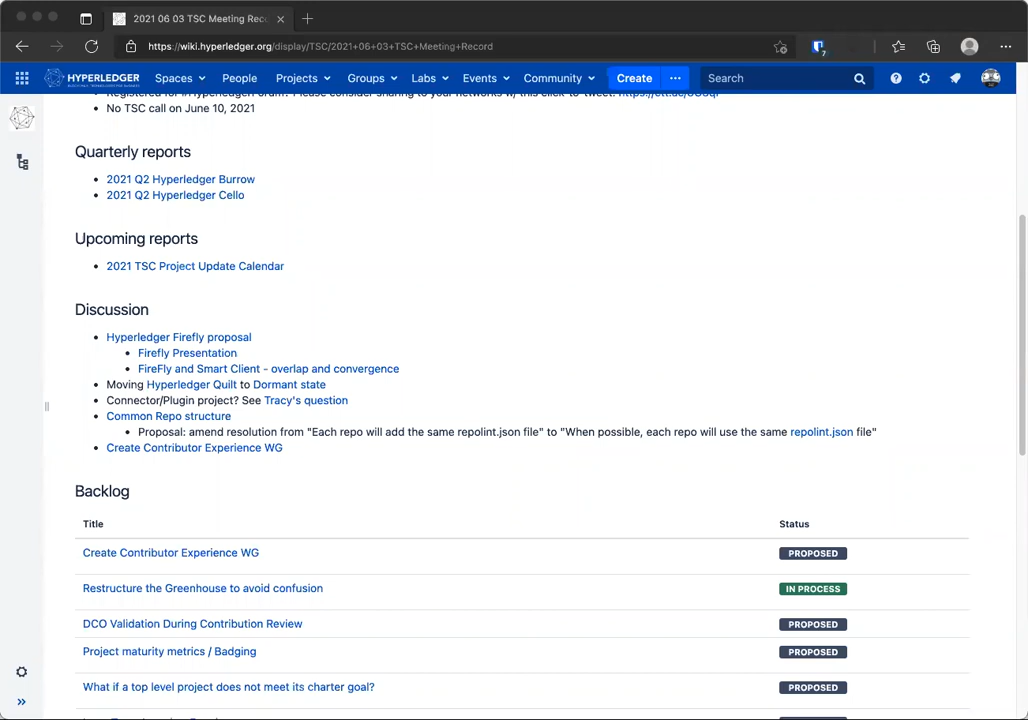 2021 06 03 TSC Meeting Rec
https://wiki.hyperledger.org/display/TSC/2021+06+03+TSC+Meeting+Record
7
HYPERLEDGER Spaces People Projects Groups Labs Events Community Create ... Search
No TSC call on June 10, 2021
Quarterly reports
2021 Q2 Hyperledger Burrow
2021 Q2 Hyperledger Cello
Upcoming reports
2021 TSC Project Update Calendar
Discussion
Hyperledger Firefly proposal
Firefly Presentation
FireFly and Smart Client - overlap and convergence
Moving Hyperledger Quilt to Dormant state
Connector/Plugin project? See Tracy's question
Common Repo structure
Proposal: amend resolution from "Each repo will add the same repolint.json file" to "When possible, each repo will use the same repolint.json file"
Create Contributor Experience WG
Backlog
Title Status
Create Contributor Experience WG PROPOSED
Restructure the Greenhouse to avoid confusion IN PROCESS
DCO Validation During Contribution Review PROPOSED
Project maturity metrics / Badging PROPOSED
What if a top level project does not meet its charter goal? PROPOSED